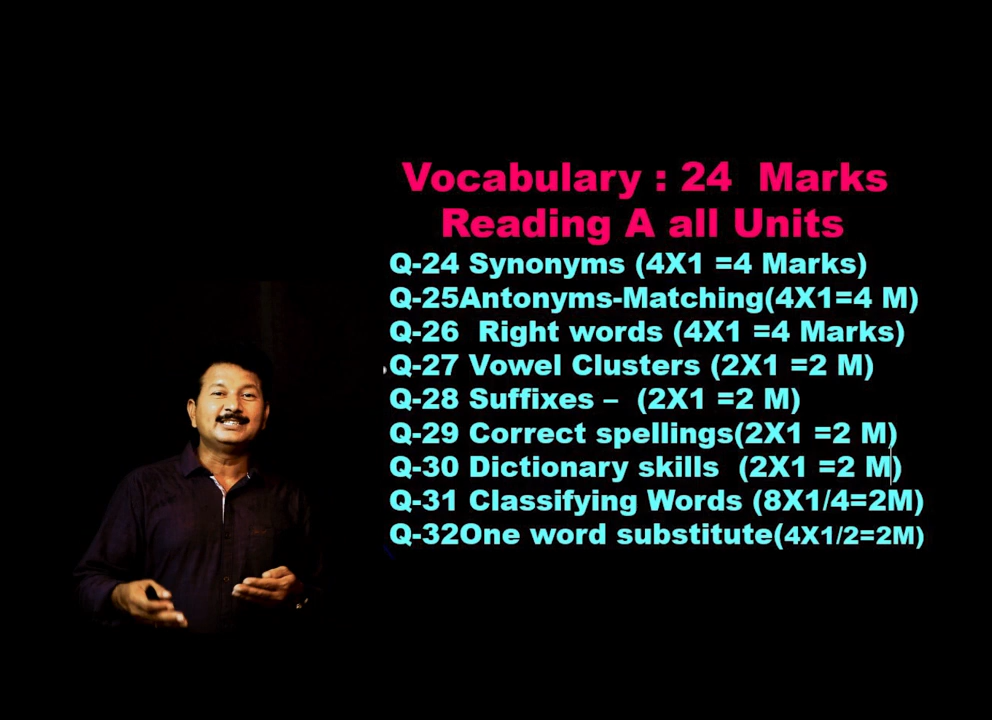 Vocabulary : 24 Marks
Reading A all Units
Q-24 Synonyms (4X1 =4 Marks)
Q-25Antonyms-Matching(4X1=4 M)
Q-26 Right words (4X1 =4 Marks)
Q-27 Vowel Clusters (2X1 =2 M)
Q-28 Suffixes – (2X1 =2 M)
Q-29 Correct spellings(2X1 =2 M)
Q-30 Dictionary skills (2X1 =2 M)
Q-31 Classifying Words (8X1/4=2M)
Q-32One word substitute(4X1/2=2M)